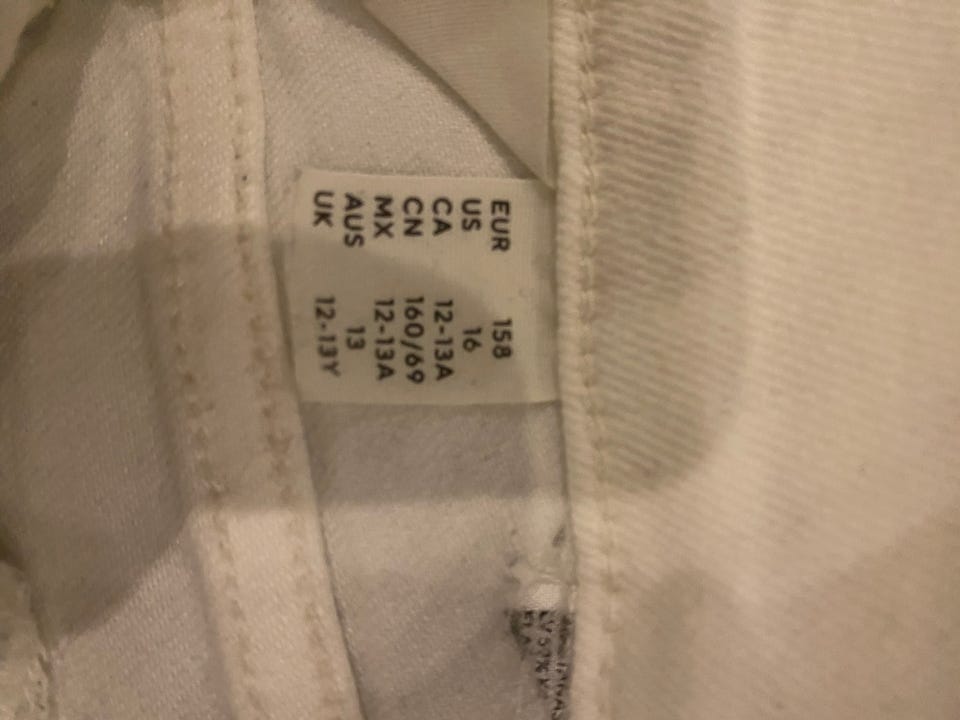 EUR 158
US 16
CA 12-13A
CN 160/69
MX 12-13A
AUS 13
UK 12-13Y